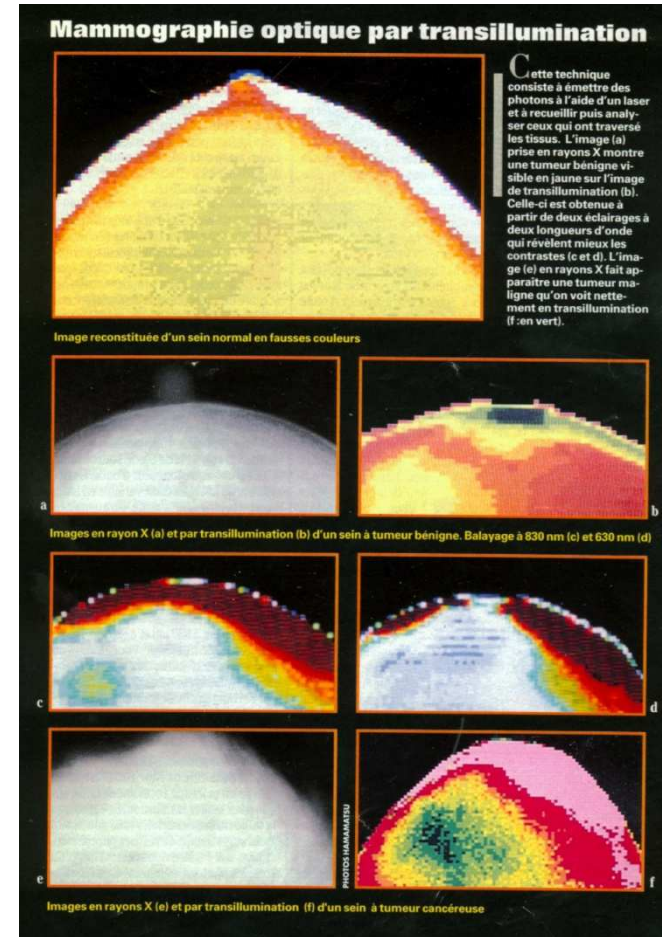 Mammographie optique par transillumination
Cette technique
consiste à émettre des
photons à l'aide d'un laser
et à recueillir puis analy-
ser ceux qui ont traversé
les tissus. L'image (a)
prise en rayons X montre
une tumeur bénigne vi-
sible en jaune sur l'image
de transillumination (b).
Celle-ci est obtenue à
partir de deux éclairages à
deux longueurs d'onde
qui révèlent mieux les
contrastes (c et d). L'ima-
ge (e) en rayons X fait ap-
paraître une tumeur ma-
ligne qu'on voit nette-
ment en transillumination
(f :en vert).
Image reconstituée d'un sein normal en fausses couleurs
a
b
Images en rayon X (a) et par transillumination (b) d'un sein à tumeur bénigne. Balayage à 830 nm (c) et 630 nm (d)
c
d
PHOTOS HAMAMATSU
e
f
Images en rayons X (e) et par transillumination (f) d'un sein à tumeur cancéreuse